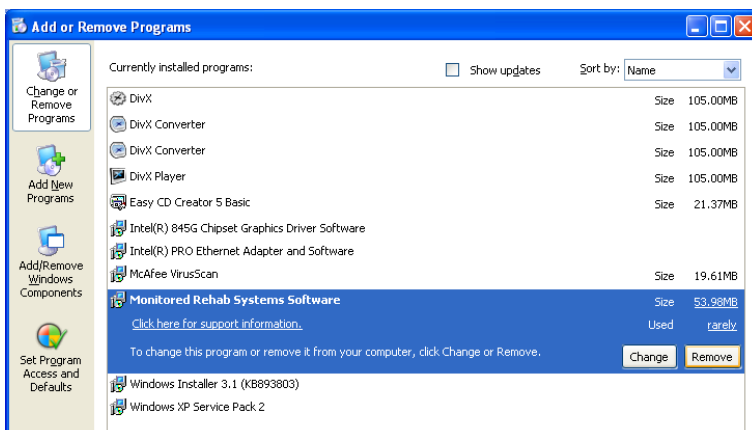 Add or Remove Programs
Change or
Remove
Programs
Add New
Programs
Add/Remove
Windows
Components
Set Program
Access and
Defaults
Currently installed programs:
Show updates
Sort by: Name
DivX Size 105.00MB
DivX Converter Size 105.00MB
DivX Converter Size 105.00MB
DivX Player Size 105.00MB
Easy CD Creator 5 Basic Size 21.37MB
Intel(R) 845G Chipset Graphics Driver Software
Intel(R) PRO Ethernet Adapter and Software
McAfee VirusScan Size 19.61MB
Monitored Rehab Systems Software Size 53.98MB
Click here for support information. Used rarely
To change this program or remove it from your computer, click Change or Remove. Change Remove
Windows Installer 3.1 (KB893803)
Windows XP Service Pack 2